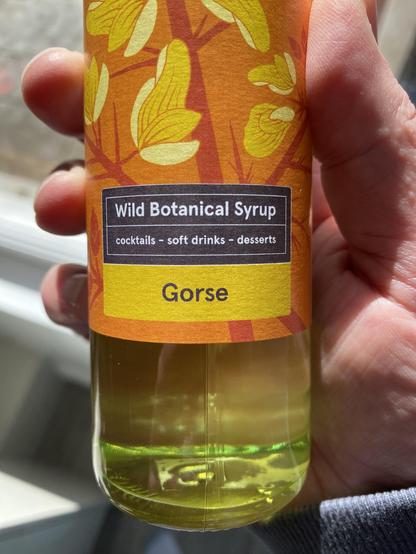 Wild Botanical Syrup
cocktails – soft drinks – desserts
Gorse